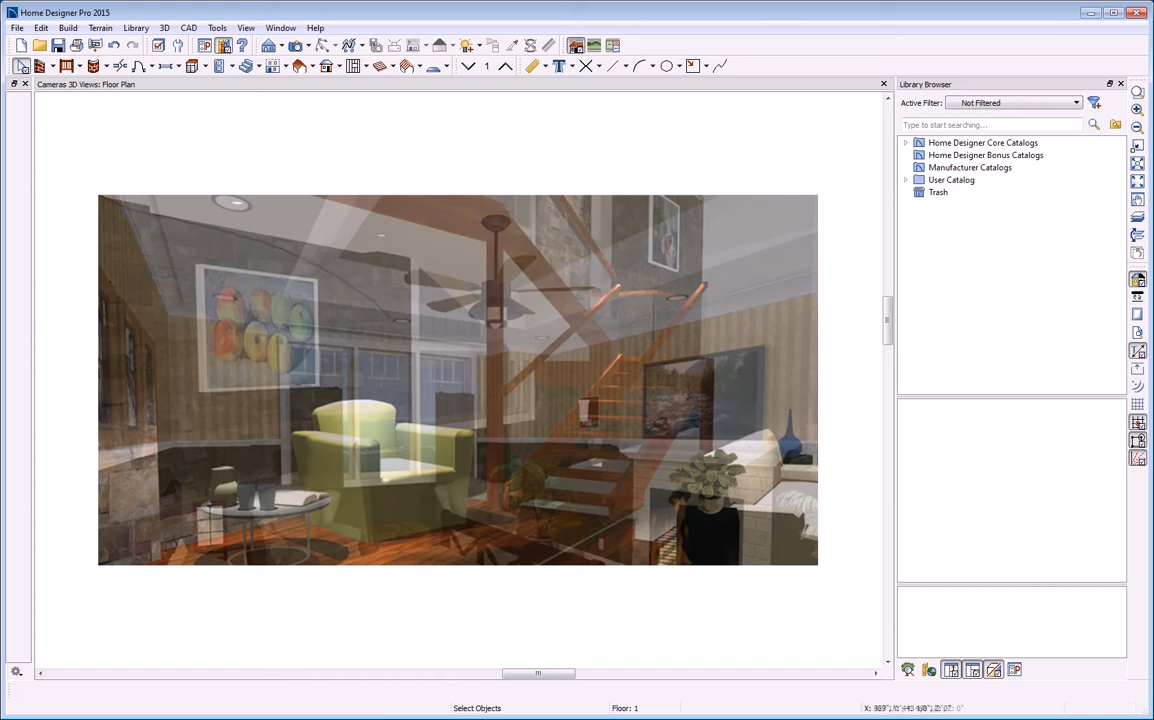 Home Designer Pro 2015
File Edit Build Terrain Library 3D CAD Tools View Window Help
1
Cameras 3D Views: Floor Plan
Library Browser
Active Filter: Not Filtered
Type to start searching...
Home Designer Core Catalogs
Home Designer Bonus Catalogs
Manufacturer Catalogs
User Catalog
Trash
Select Objects Floor: 1